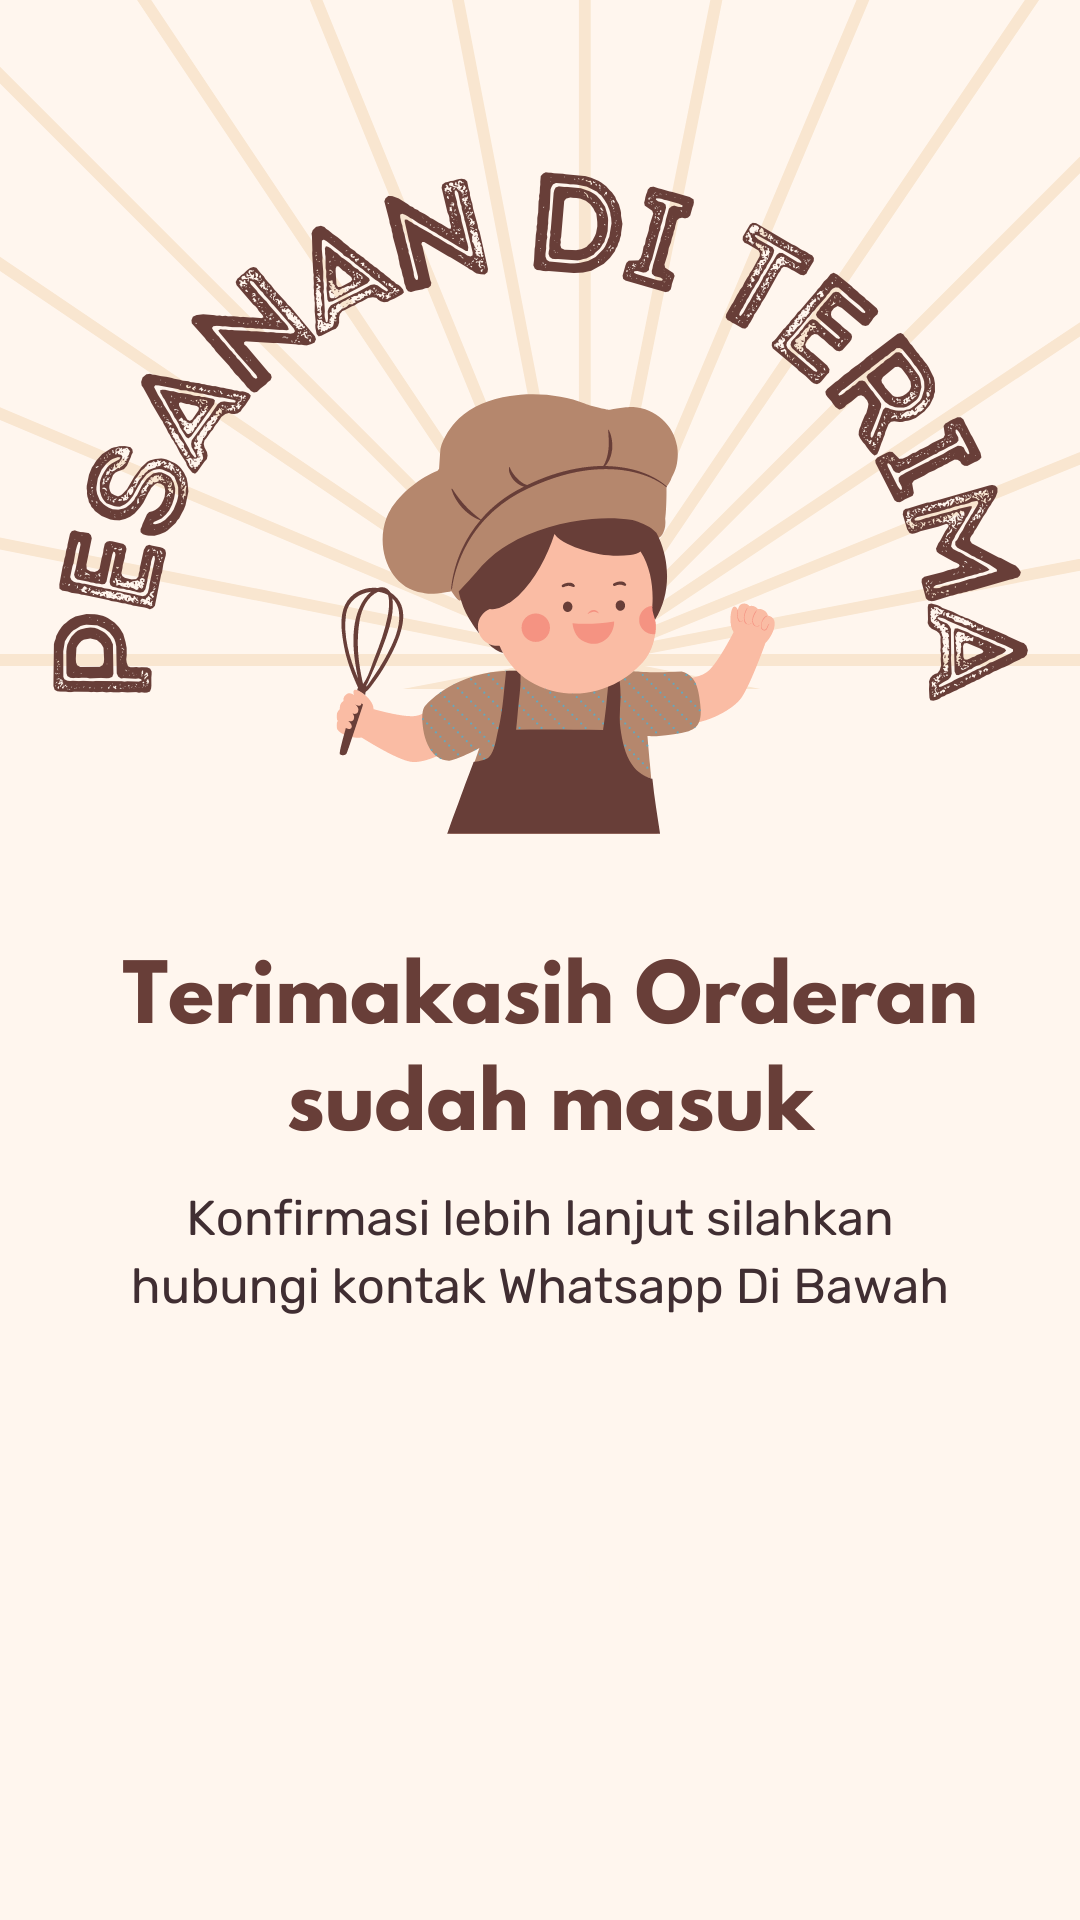 PESANAN DI TERIMA
Terimakasih Orderan
sudah masuk
Konfirmasi lebih lanjut silahkan
hubungi kontak Whatsapp Di Bawah